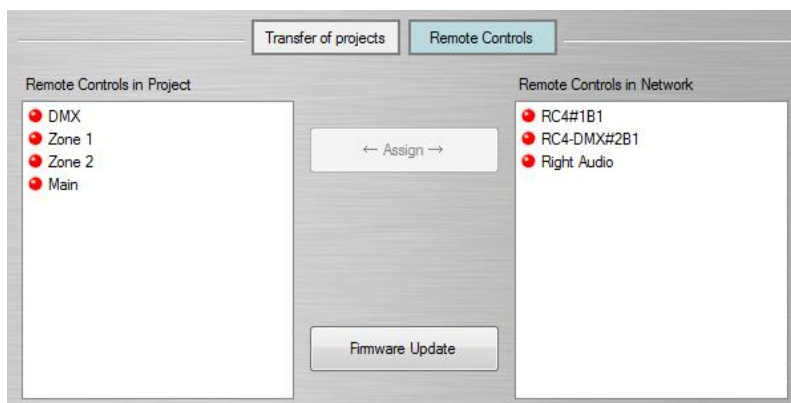 Transfer of projects
Remote Controls
Remote Controls in Project
DMX
Zone 1
Zone 2
Main
← Assign →
Firmware Update
Remote Controls in Network
RC4#1B1
RC4-DMX#2B1
Right Audio